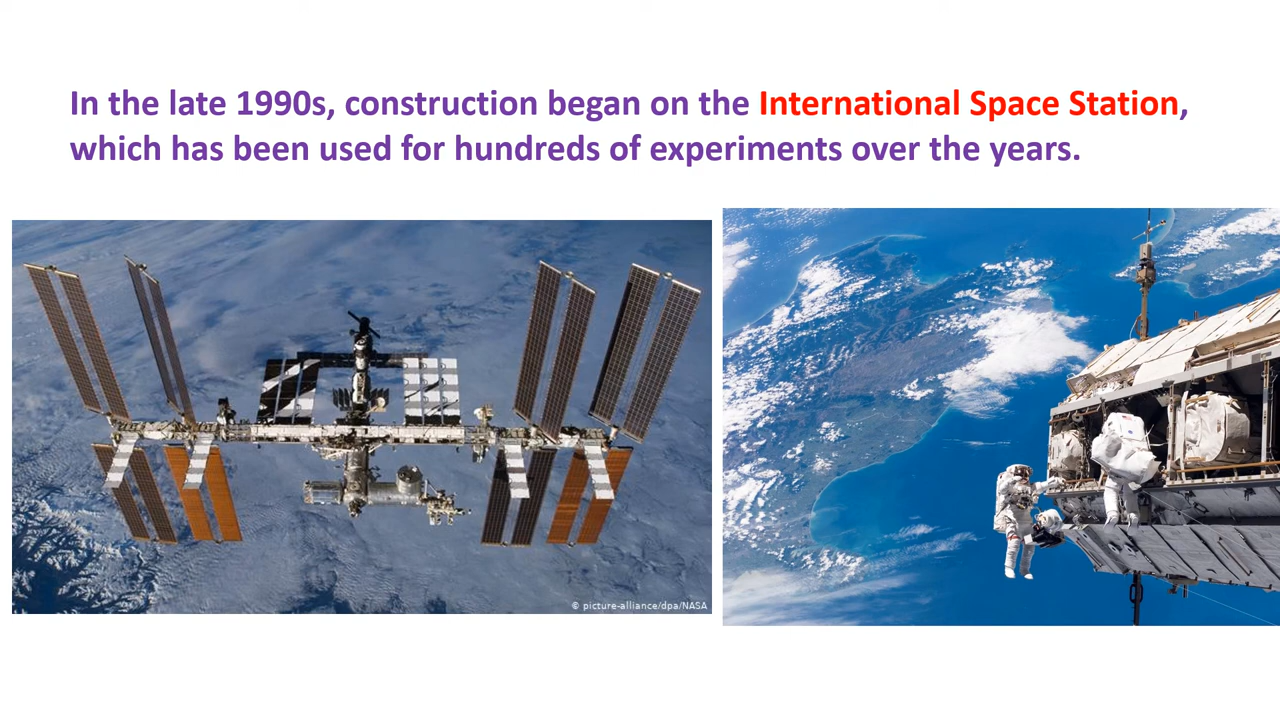 In the late 1990s, construction began on the International Space Station,
which has been used for hundreds of experiments over the years.
© picture-alliance/dpa/NASA